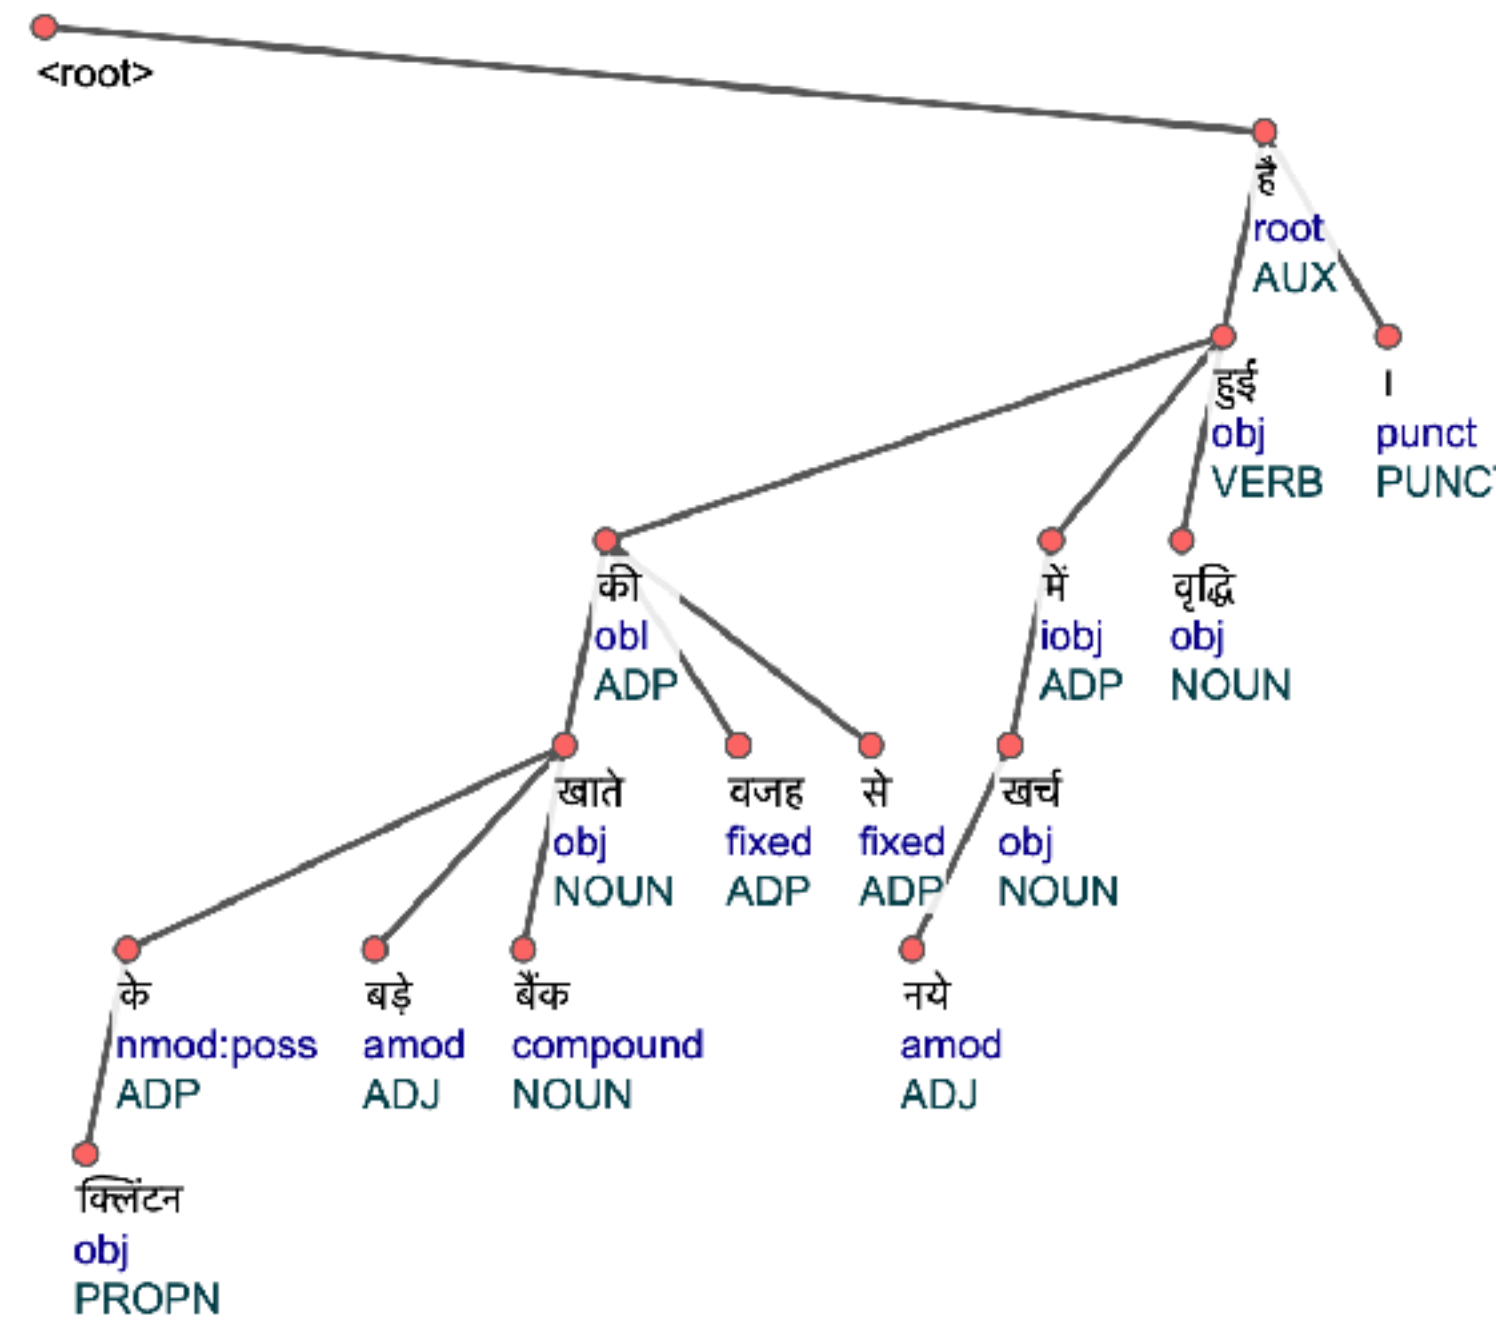 <root>
है
root
AUX
हुई
obj
VERB
।
punct
PUNCT
की
obl
ADP
में
iobj
ADP
वृद्धि
obj
NOUN
खाते
obj
NOUN
वजह
fixed
ADP
से
fixed
ADP
खर्च
obj
NOUN
के
nmod:poss
ADP
बड़े
amod
ADJ
बैंक
compound
NOUN
नये
amod
ADJ
क्लिंटन
obj
PROPN